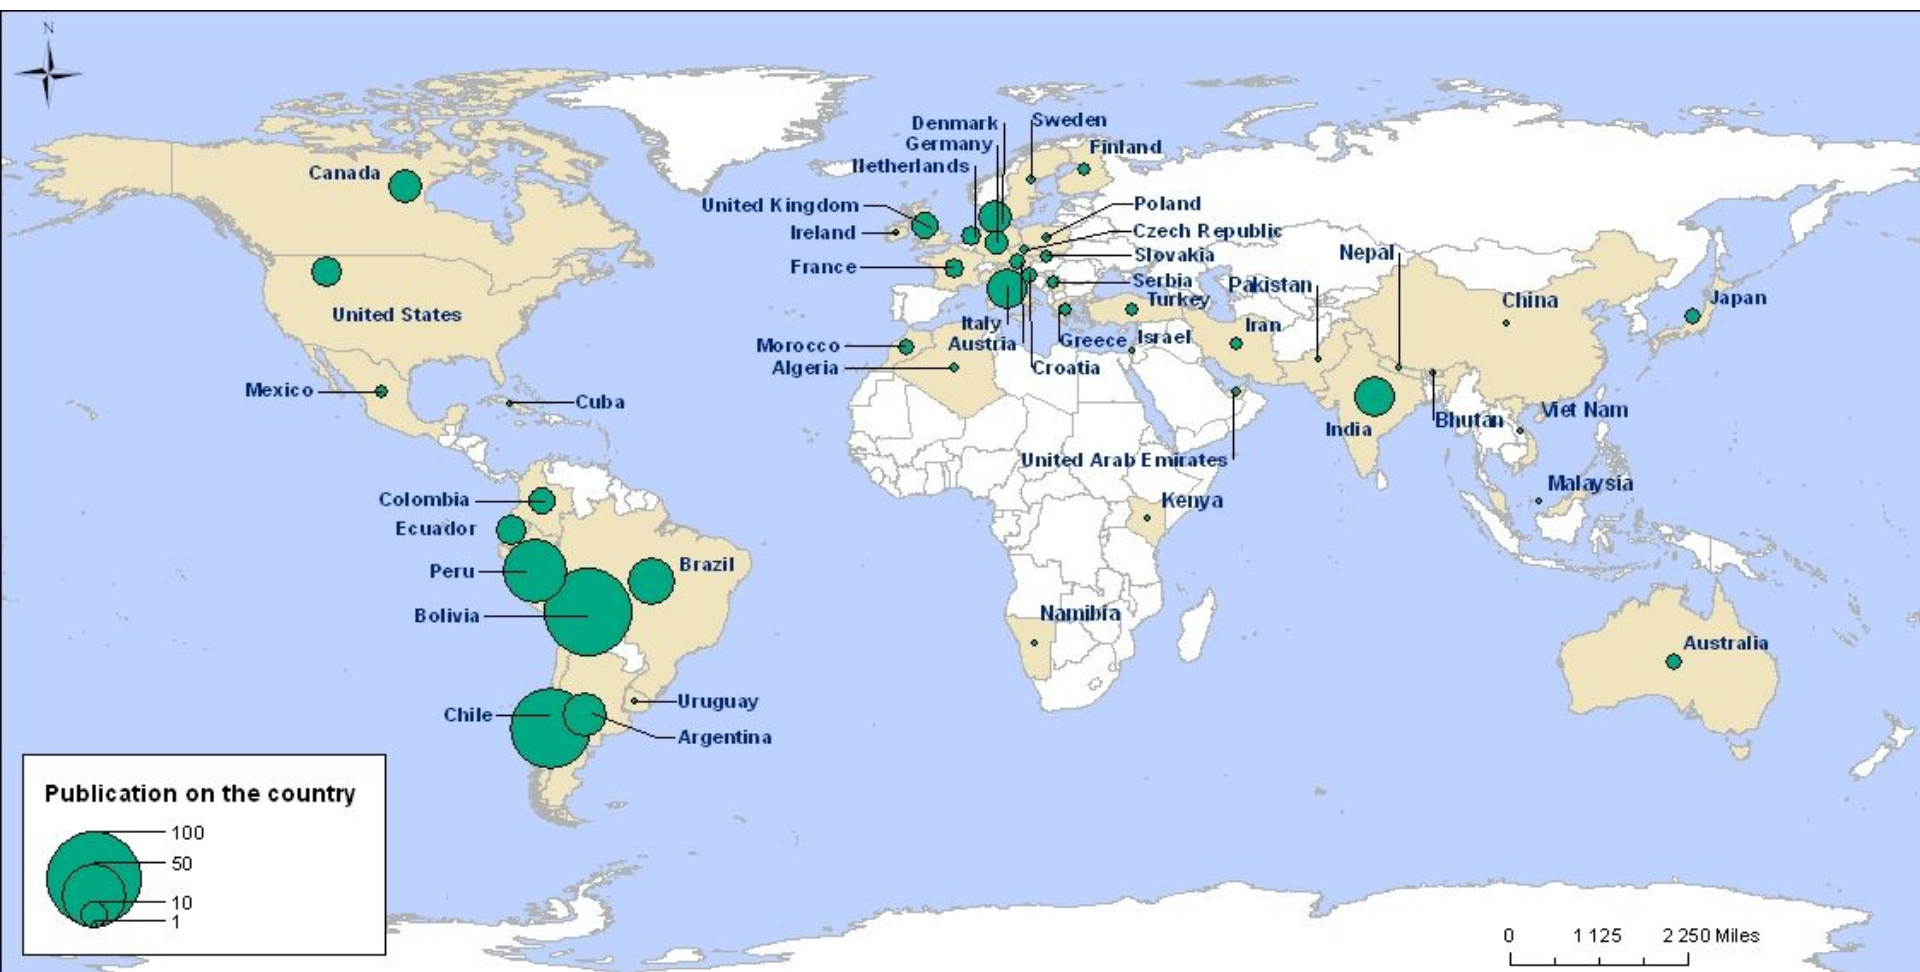 N
Denmark
Sweden
Germany
Finland
Netherlands
Canada
United Kingdom
Poland
Ireland
Czech Republic
Nepal
Slovakia
France
Serbia
Pakistan
Turkey
China
Japan
United States
Italy
Iran
Morocco
Austria
Greece
Israel
Algeria
Croatia
Mexico
Cuba
Viet Nam
Bhutan
India
United Arab Emirates
Malaysia
Colombia
Kenya
Ecuador
Brazil
Peru
Bolivia
Namibia
Australia
Uruguay
Chile
Argentina
Publication on the country
100
50
10
1
0 1 125 2 250 Miles